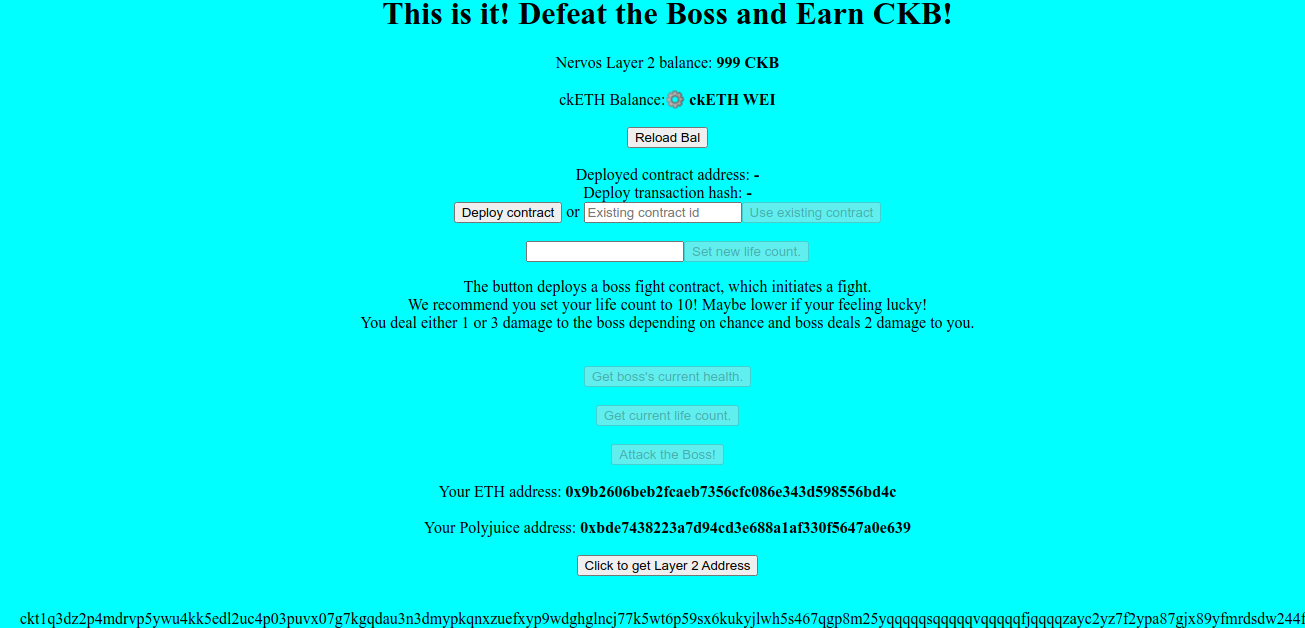 This is it! Defeat the Boss and Earn CKB!
Nervos Layer 2 balance: 999 CKB
ckETH Balance: ckETH WEI
Reload Bal
Deployed contract address: -
Deploy transaction hash: -
Deploy contract or Existing contract id Use existing contract
Set new life count.
The button deploys a boss fight contract, which initiates a fight.
We recommend you set your life count to 10! Maybe lower if your feeling lucky!
You deal either 1 or 3 damage to the boss depending on chance and boss deals 2 damage to you.
Get boss's current health.
Get current life count.
Attack the Boss!
Your ETH address: 0x9b2606beb2fcaeb7356cfc086e343d598556bd4c
Your Polyjuice address: 0xbde7438223a7d94cd3e688a1af330f5647a0e639
Click to get Layer 2 Address
ckt1q3dz2p4mdrvp5ywu4kk5edl2uc4p03puvx07g7kgqdau3n3dmypkqnxzuefxyp9wdghglncj77k5wt6p59sx6kukyjlwh5s467qgp8m25yqqqqqsqqqqqvqqqqqfjqqqqzayc2yz7f2ypa87gjx89yfmrdsdw244f